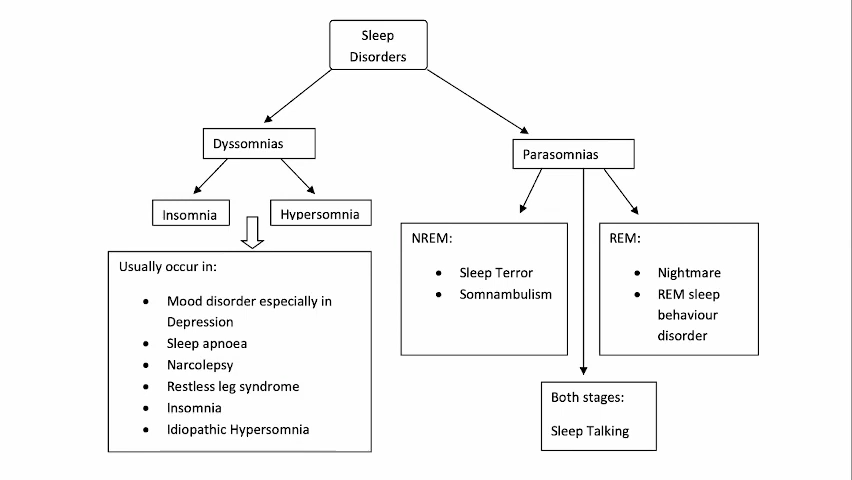 Sleep
Disorders
Dyssomnias
Parasomnias
Insomnia
Hypersomnia
Usually occur in:
• Mood disorder especially in
Depression
• Sleep apnoea
• Narcolepsy
• Restless leg syndrome
• Insomnia
• Idiopathic Hypersomnia
NREM:
• Sleep Terror
• Somnambulism
REM:
• Nightmare
• REM sleep
behaviour
disorder
Both stages:
Sleep Talking